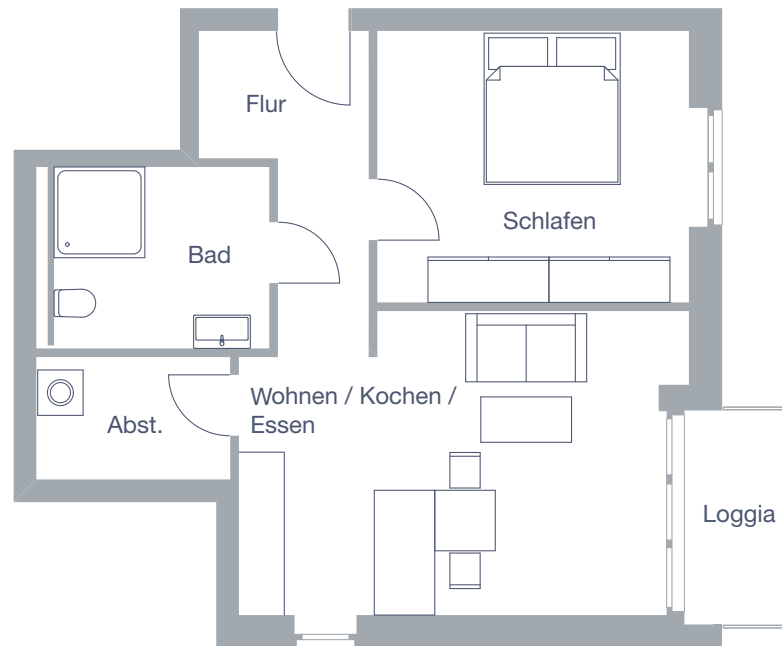 Flur
Schlafen
Bad
Wohnen / Kochen /
Essen
Abst.
Loggia